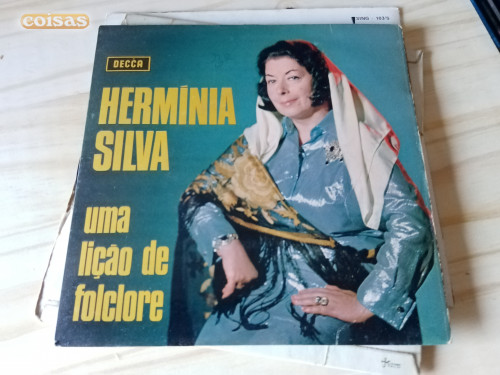 coisas
DECCA
HERMÍNIA
SILVA
uma
lição de
folclore